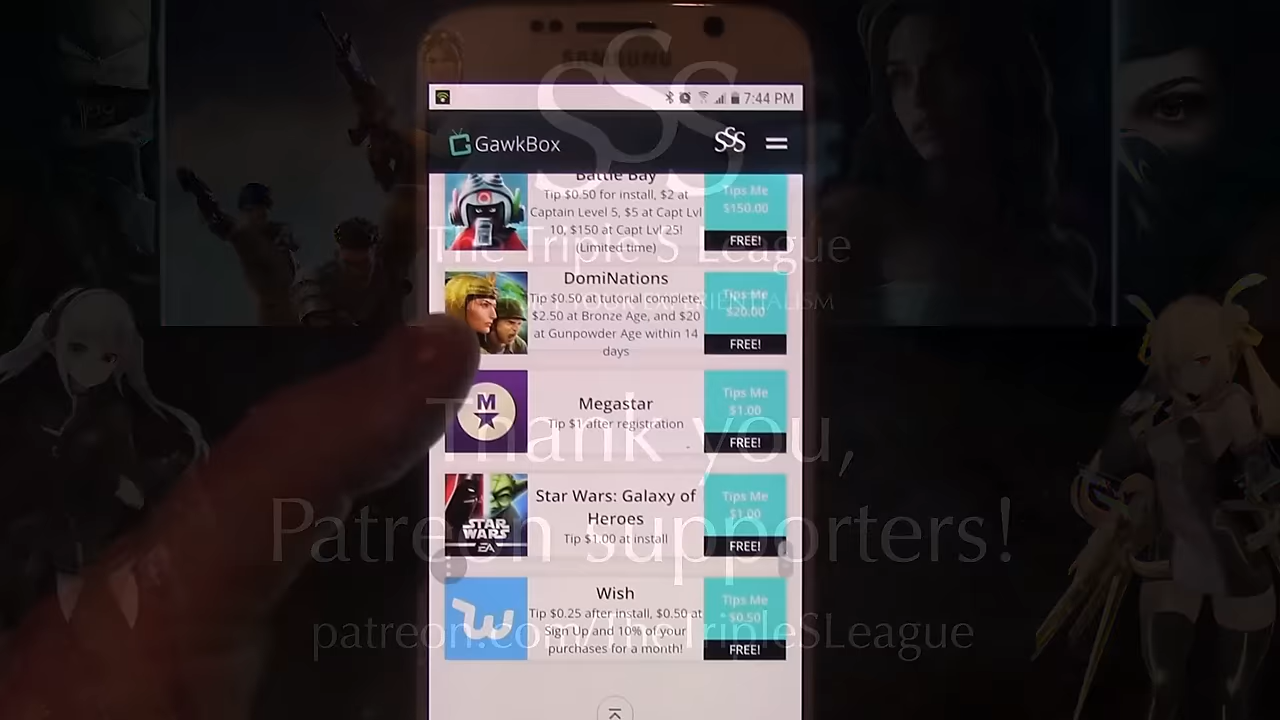 SAMSUNG
SSS
7:44 PM
GawkBox
SSS
Battle Bay
Tip $0.50 for install, $2 at
Captain Level 5, $5 at Capt Lvl
10, $150 at Capt Lvl 25!
(Limited time)
Tips Me
$150.00
FREE!
The Triple S League
DomiNations
Tip $0.50 at tutorial complete,
$2.50 at Bronze Age, and $20
at Gunpowder Age within 14
days
Tips Me
$20.00
FREE!
M
Megastar
Tip $1 after registration
Tips Me
$1.00
FREE!
Thank you,
Patreon supporters!
STAR
WARS
EA
Star Wars: Galaxy of
Heroes
Tip $1.00 at install
Tips Me
$1.00
FREE!
Wish
Tip $0.25 after install, $0.50 at
Sign Up and 10% of your
purchases for a month!
Tips Me
$0.50
FREE!
patreon.com/TheTripleSLeague